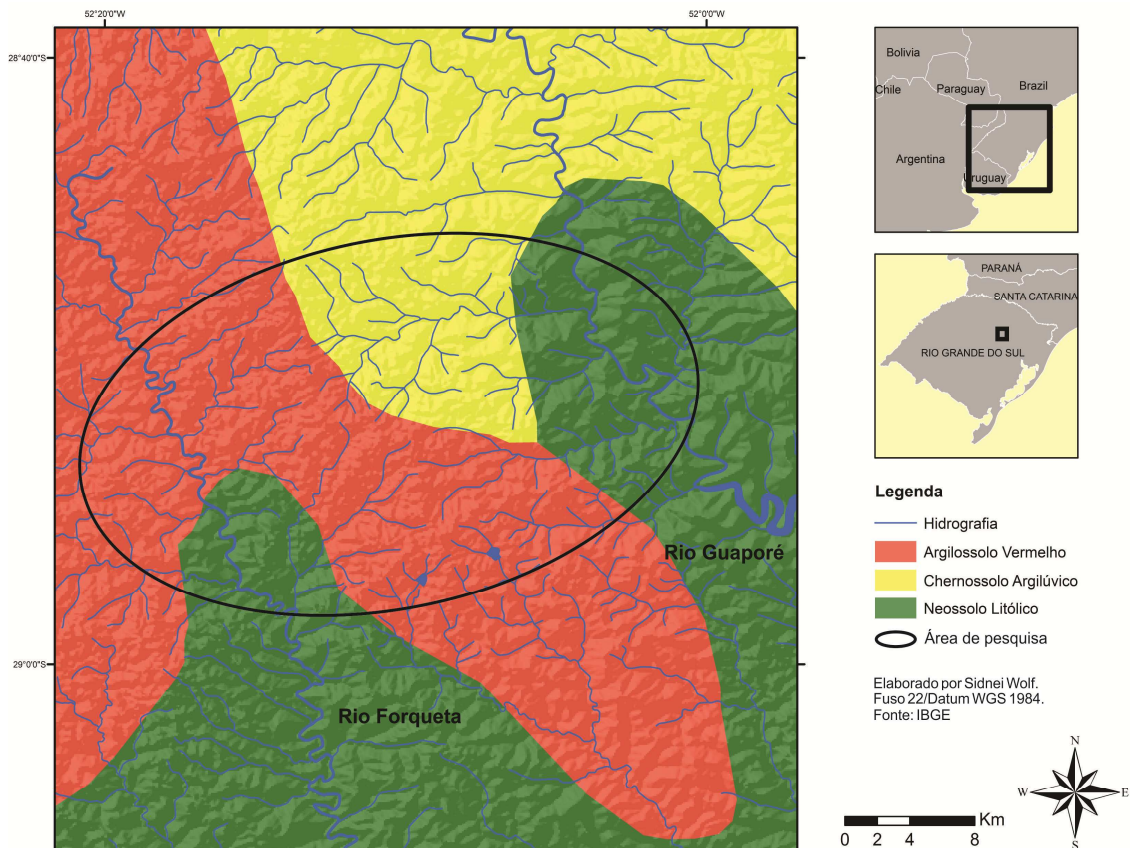 52°20'0"W
52°0'0"W
28°40'0"S
29°0'0"S
Rio Guaporé
Rio Forqueta
Bolivia
Brazil
Chile
Paraguay
Argentina
Uruguay
PARANÁ
SANTA CATARINA
RIO GRANDE DO SUL
Legenda
Hidrografia
Argilossolo Vermelho
Chernossolo Argilúvico
Neossolo Litólico
Área de pesquisa
Elaborado por Sidnei Wolf.
Fuso 22/Datum WGS 1984.
Fonte: IBGE
N
W E
S
Km
0 2 4 8